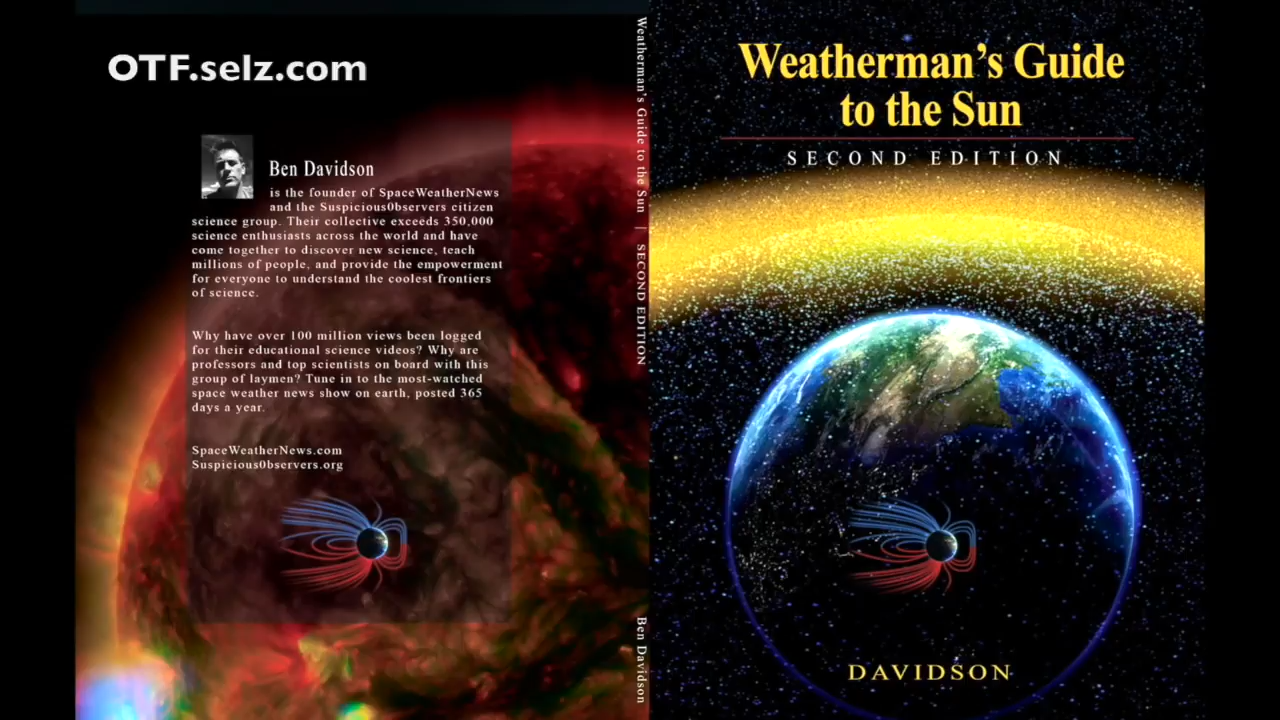 OTF.selz.com
Ben Davidson
is the founder of SpaceWeatherNews
and the Suspicious0bservers citizen
science group. Their collective exceeds 350,000
science enthusiasts across the world and have
come together to discover new science, teach
millions of people, and provide the empowerment
for everyone to understand the coolest frontiers
of science.
Why have over 100 million views been logged
for their educational science videos? Why are
professors and top scientists on board with this
group of laymen? Tune in to the most-watched
space weather news show on earth, posted 365
days a year.
SpaceWeatherNews.com
Suspicious0bservers.org
Weatherman's Guide to the Sun | SECOND EDITION
Ben Davidson
Weatherman's Guide
to the Sun
SECOND EDITION
DAVIDSON